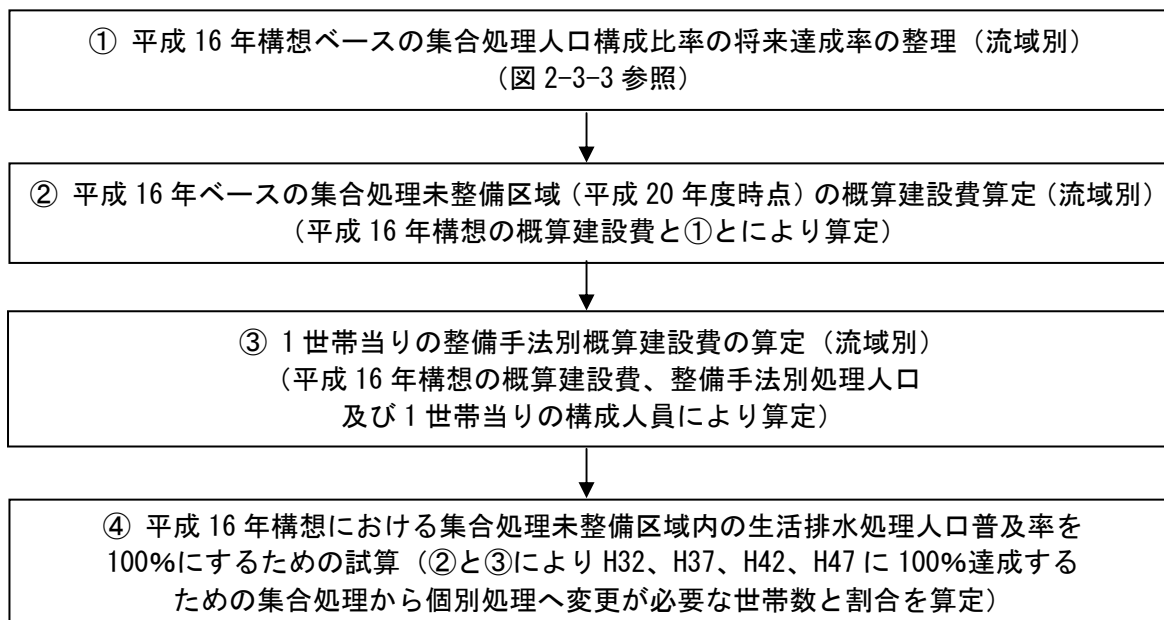 ① 平成 16 年構想ベースの集合処理人口構成比率の将来達成率の整理（流域別）
（図 2-3-3 参照）
② 平成 16 年ベースの集合処理未整備区域（平成 20 年度時点）の概算建設費算定（流域別）
（平成 16 年構想の概算建設費と①とにより算定）
③ 1 世帯当りの整備手法別概算建設費の算定（流域別）
（平成 16 年構想の概算建設費、整備手法別処理人口
及び 1 世帯当りの構成人員により算定）
④ 平成 16 年構想における集合処理未整備区域内の生活排水処理人口普及率を
100%にするための試算（②と③により H32、H37、H42、H47 に 100%達成する
ための集合処理から個別処理へ変更が必要な世帯数と割合を算定）